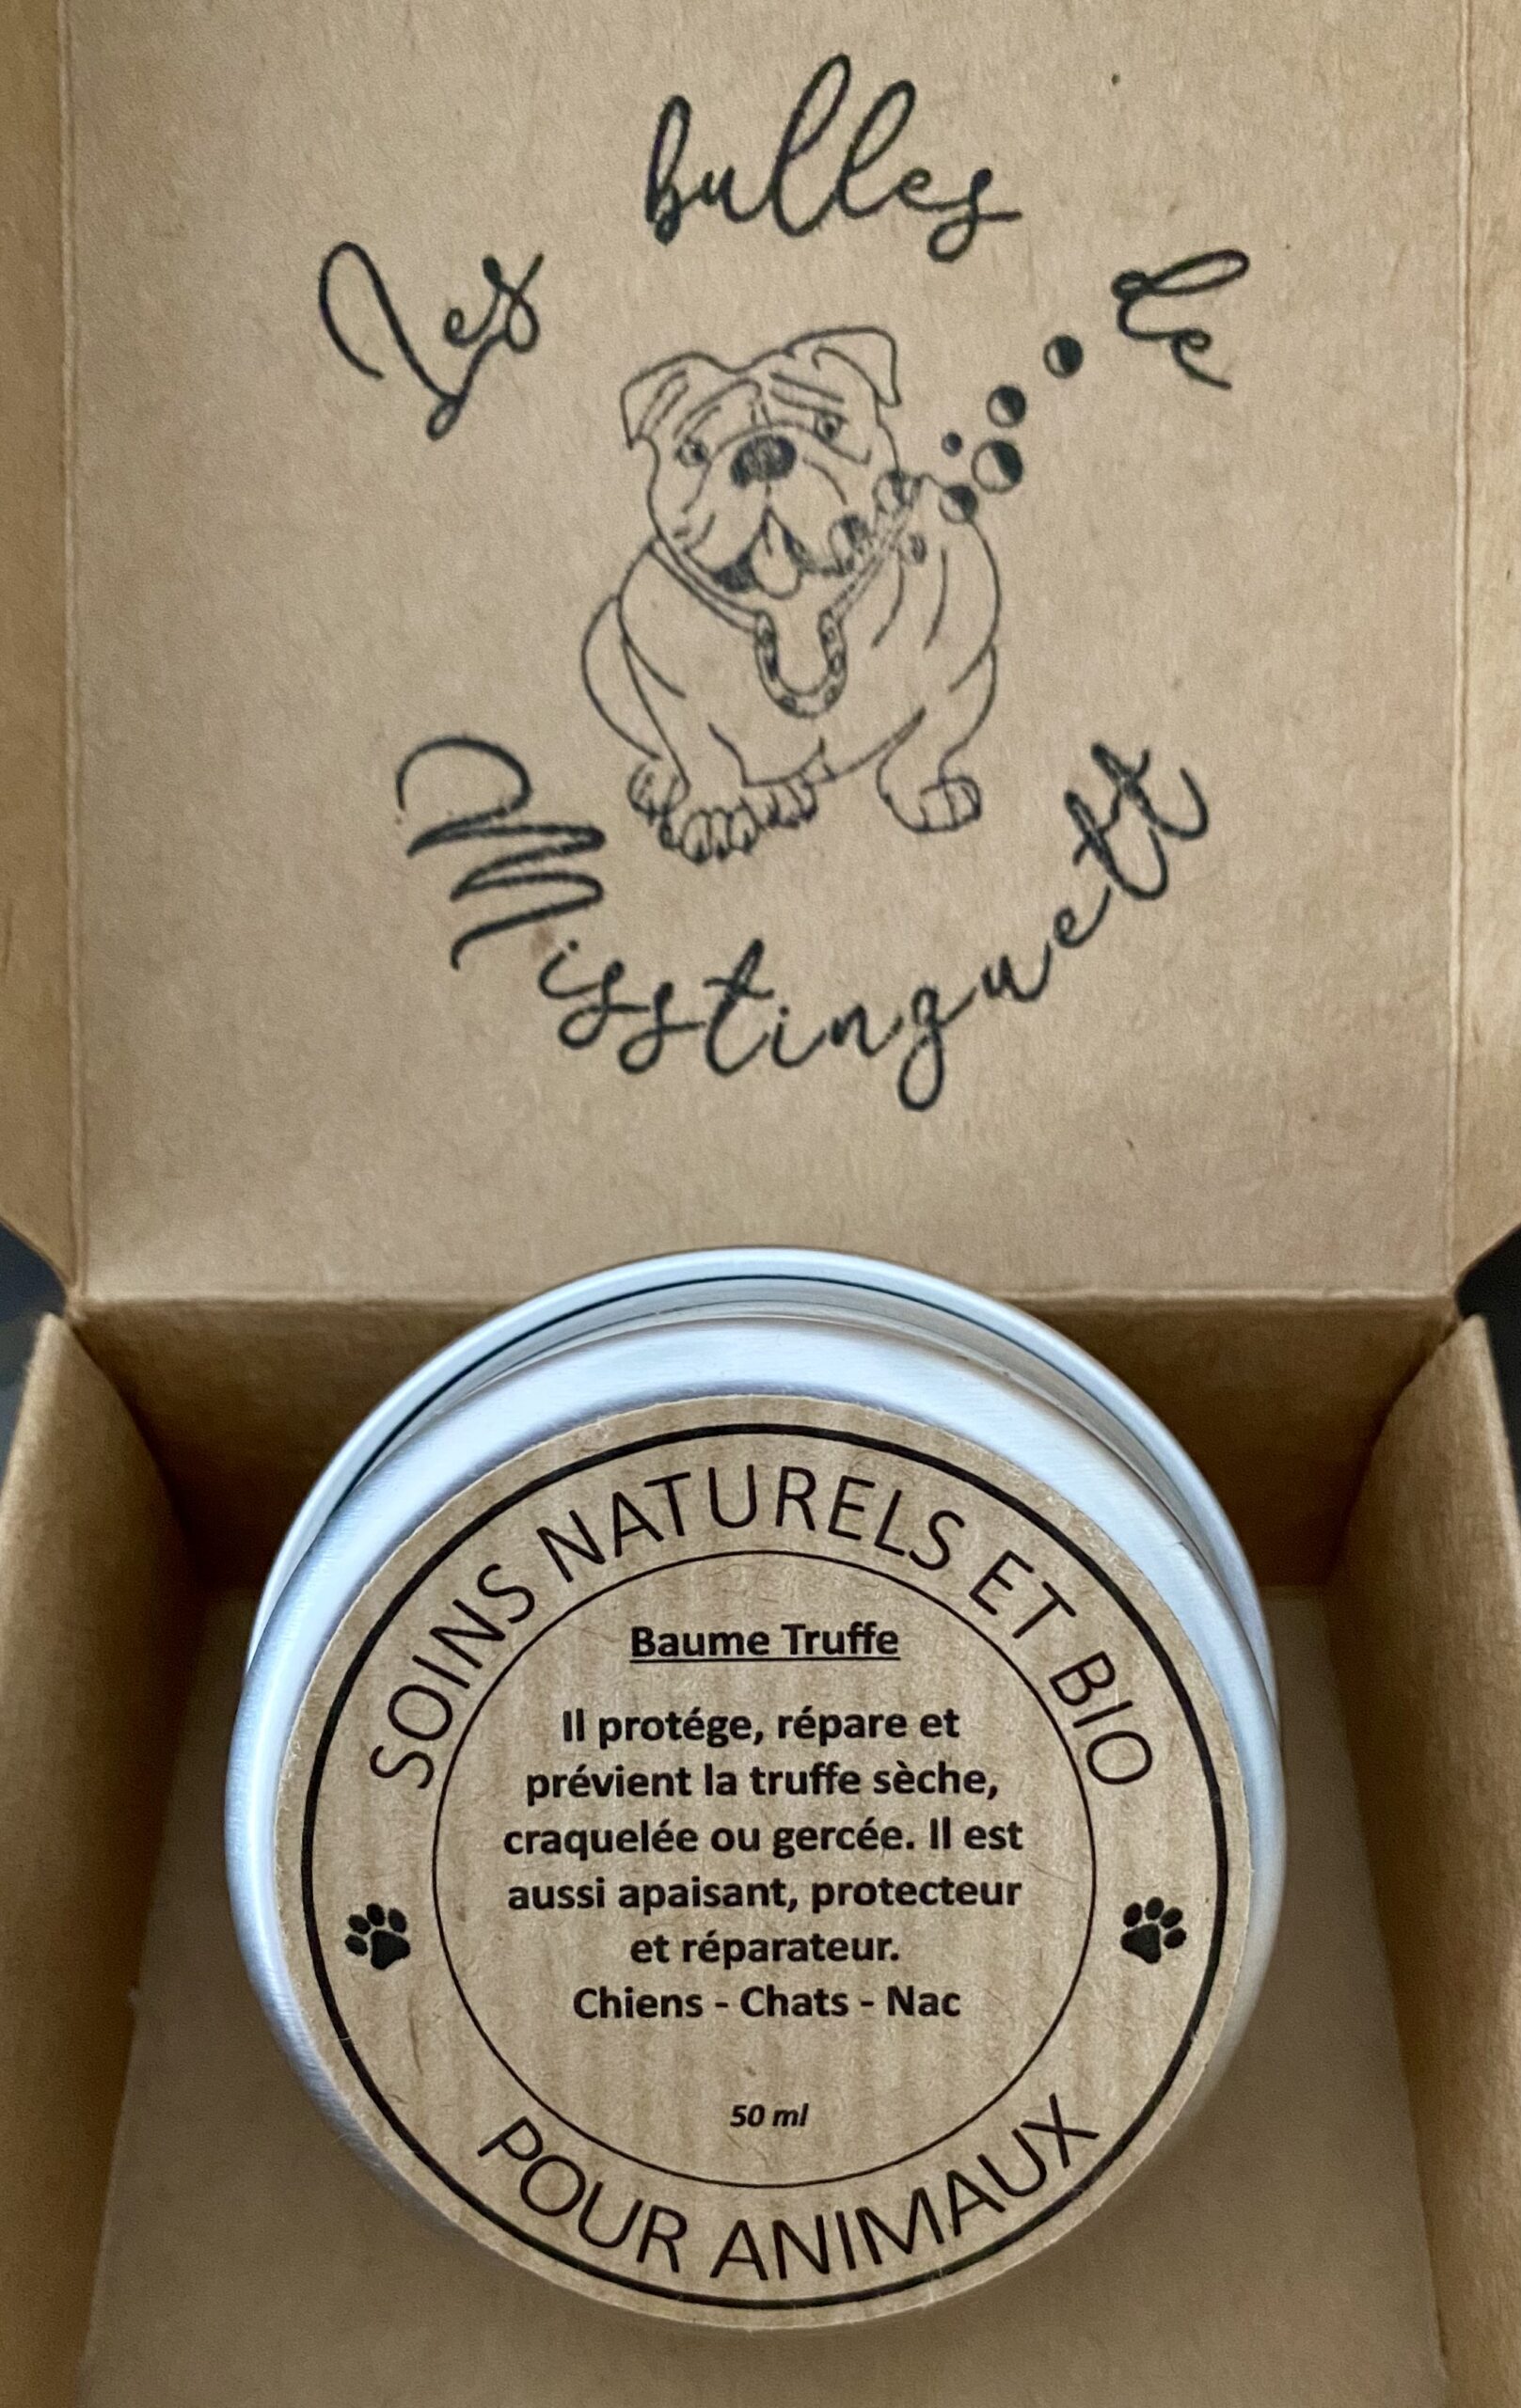 Les bulles de
Misstinguett
SOINS NATURELS ET BIO
Baume Truffe
Il protége, répare et
prévient la truffe sèche,
craquelée ou gercée. Il est
aussi apaisant, protecteur
et réparateur.
Chiens - Chats - Nac
50 ml
POUR ANIMAUX